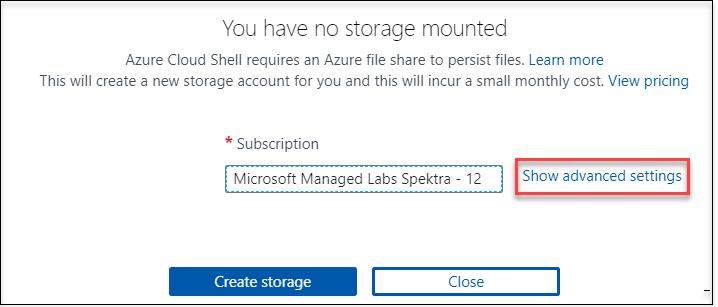 You have no storage mounted
Azure Cloud Shell requires an Azure file share to persist files. Learn more
This will create a new storage account for you and this will incur a small monthly cost. View pricing
* Subscription
Microsoft Managed Labs Spektra - 12
Show advanced settings
Create storage
Close